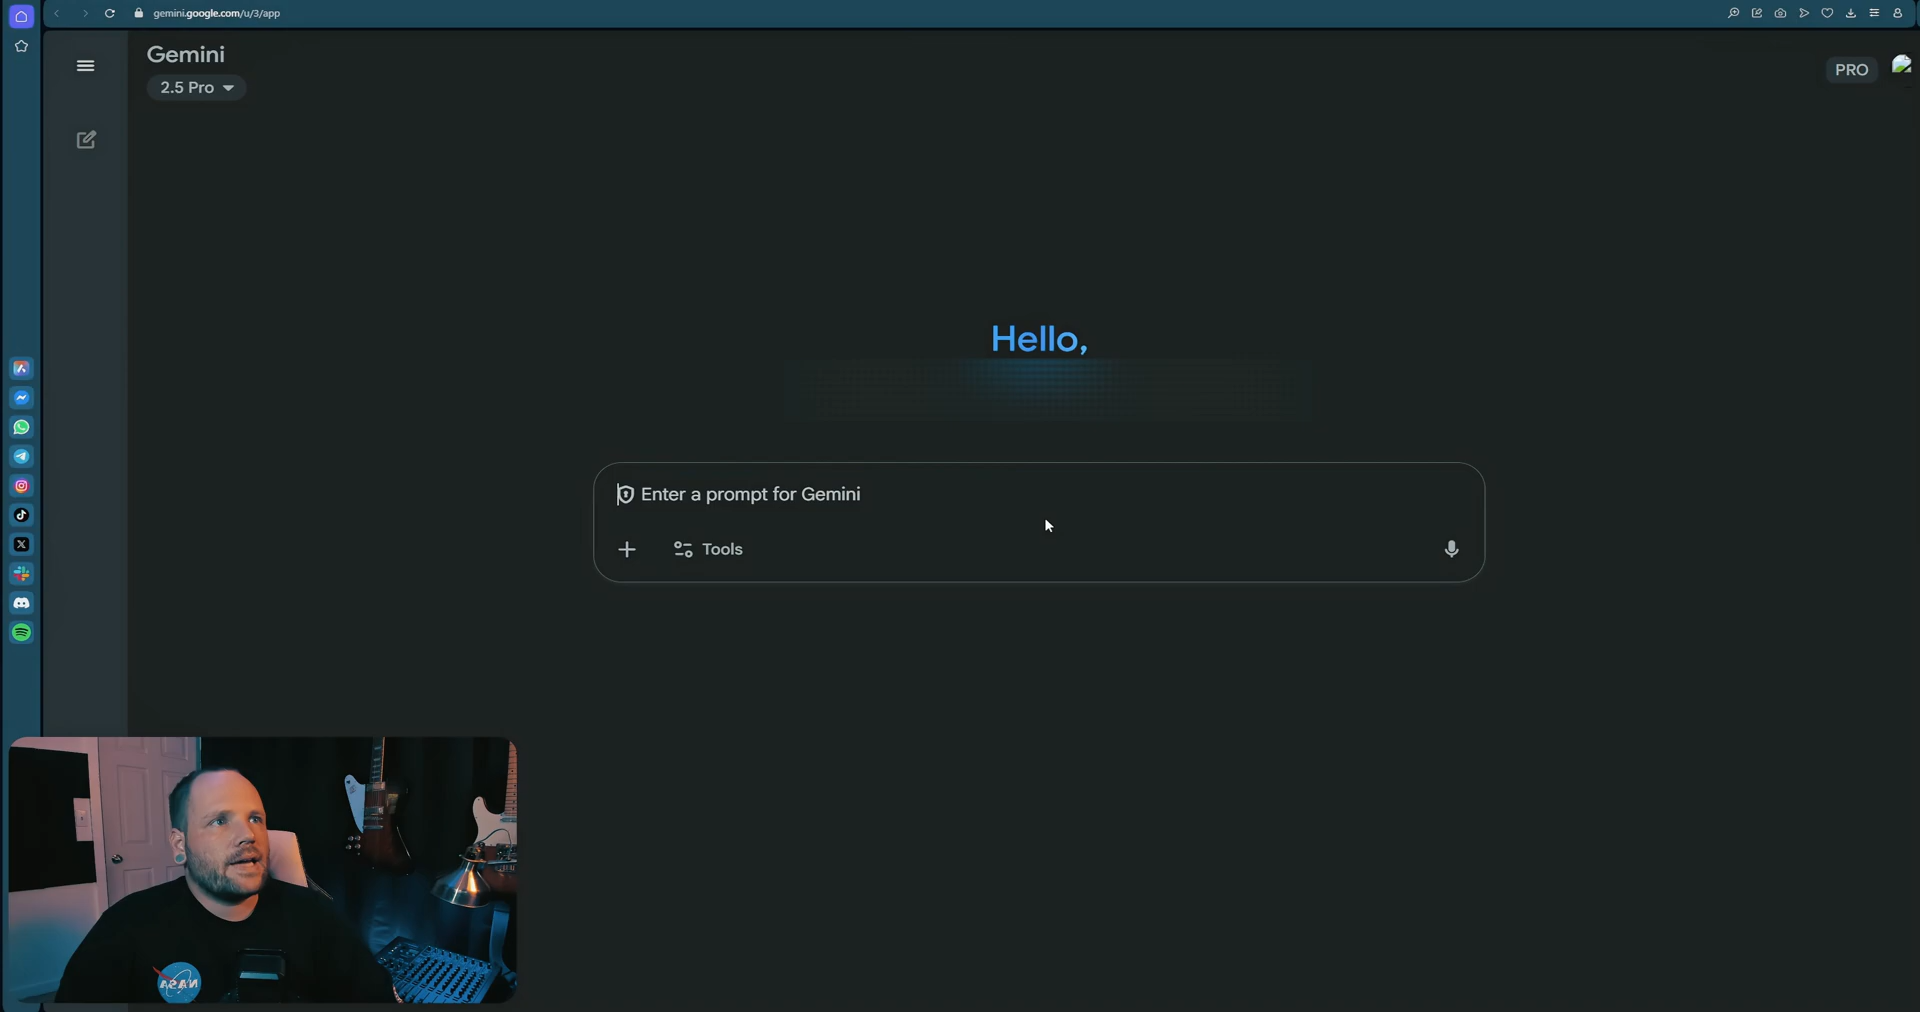 gemini.google.com/u/3/app
Gemini
2.5 Pro
PRO
Hello,
Enter a prompt for Gemini
Tools